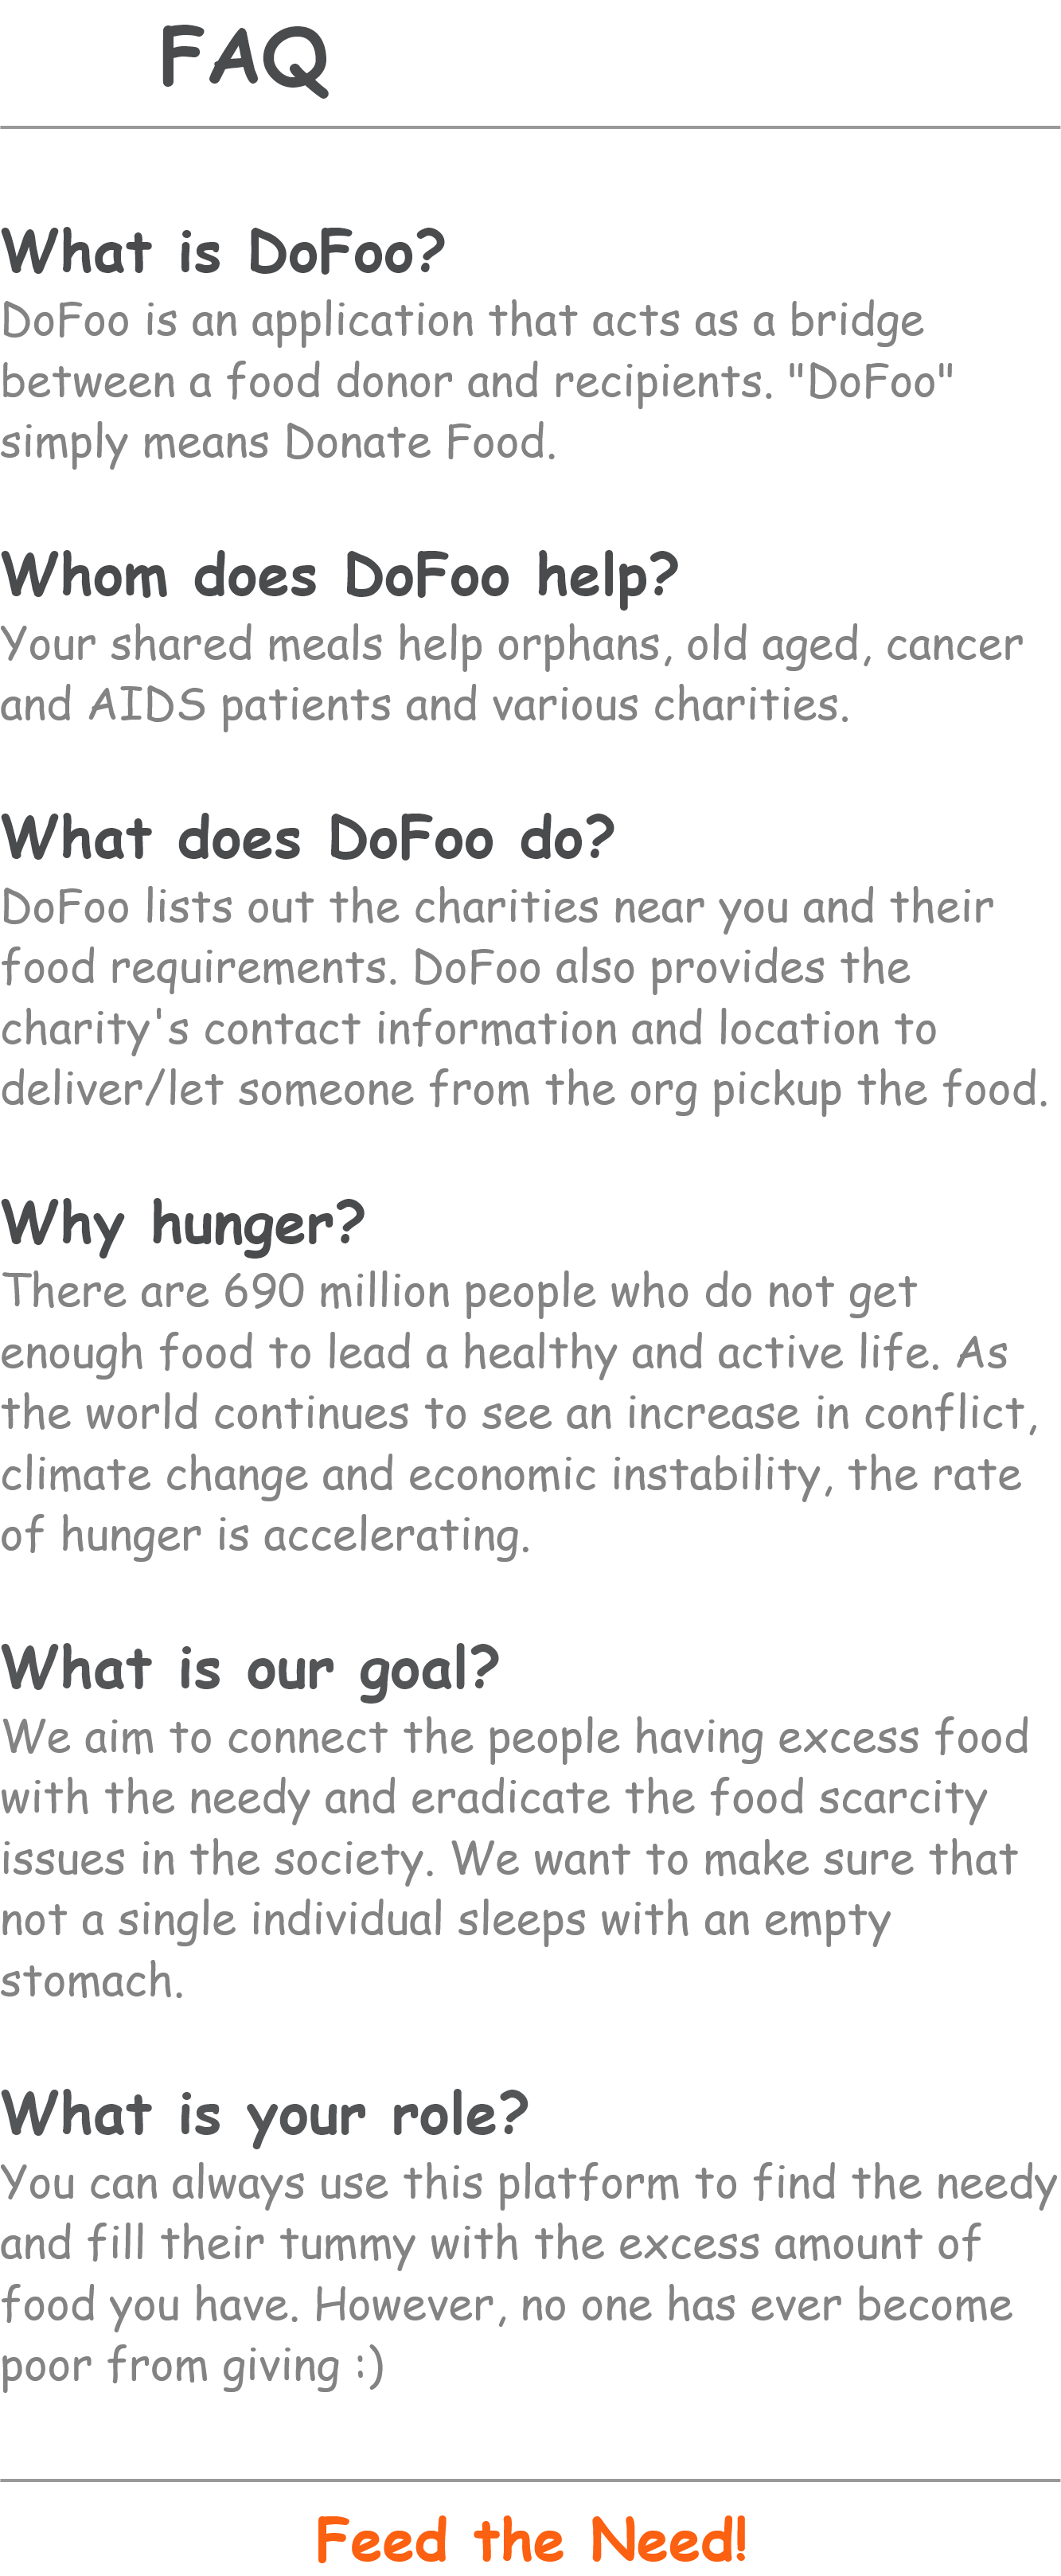 FAQ
What is DoFoo?
DoFoo is an application that acts as a bridge
between a food donor and recipients. "DoFoo"
simply means Donate Food.
Whom does DoFoo help?
Your shared meals help orphans, old aged, cancer
and AIDS patients and various charities.
What does DoFoo do?
DoFoo lists out the charities near you and their
food requirements. DoFoo also provides the
charity's contact information and location to
deliver/let someone from the org pickup the food.
Why hunger?
There are 690 million people who do not get
enough food to lead a healthy and active life. As
the world continues to see an increase in conflict,
climate change and economic instability, the rate
of hunger is accelerating.
What is our goal?
We aim to connect the people having excess food
with the needy and eradicate the food scarcity
issues in the society. We want to make sure that
not a single individual sleeps with an empty
stomach.
What is your role?
You can always use this platform to find the needy
and fill their tummy with the excess amount of
food you have. However, no one has ever become
poor from giving :)
Feed the Need!